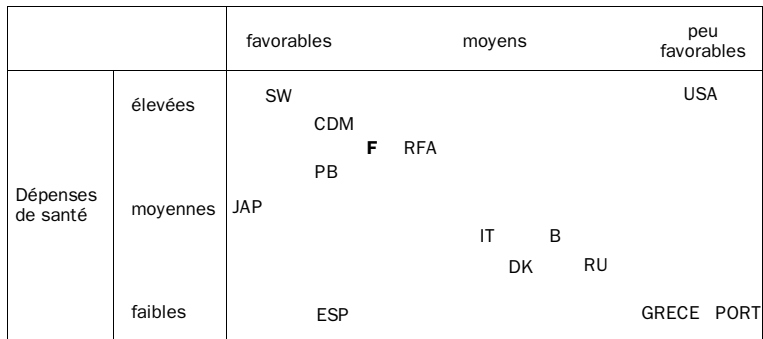 favorables moyens peu
favorables
élevées SW USA
CDM
F RFA
PB
Dépenses
de santé
moyennes JAP
IT B
DK RU
faibles ESP GRECE PORT